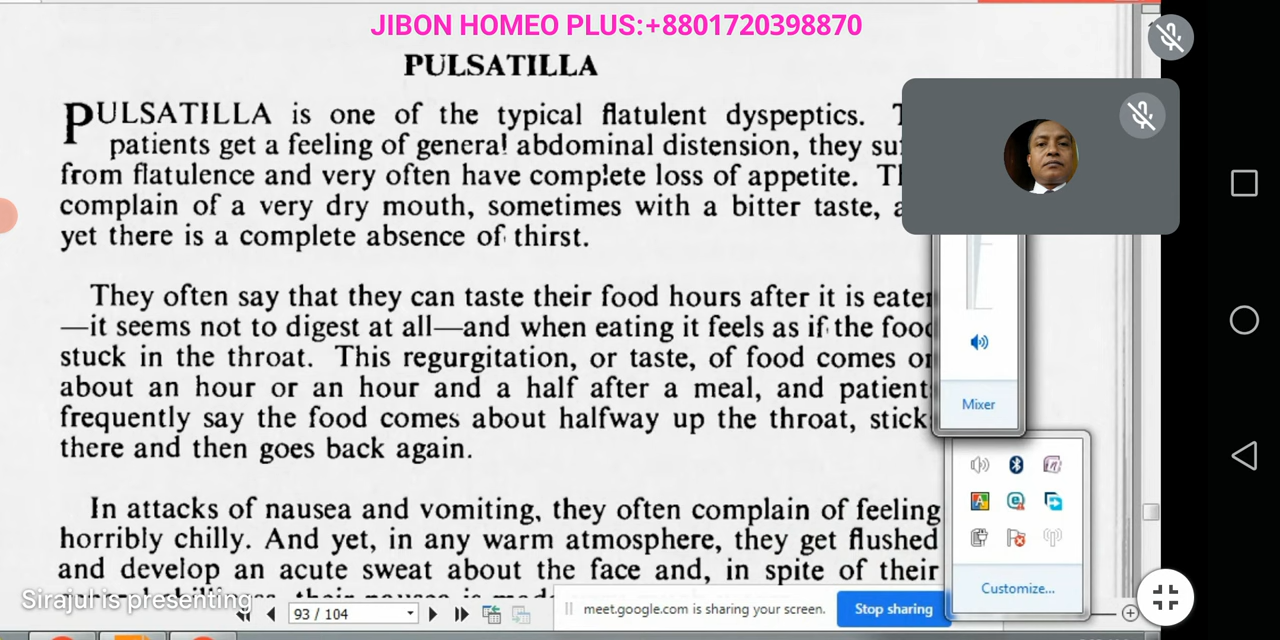 JIBON HOMEO PLUS:+8801720398870
PULSATILLA
PULSATILLA is one of the typical flatulent dyspeptics.
patients get a feeling of general abdominal distension, they
from flatulence and very often have complete loss of appetite.
complain of a very dry mouth, sometimes with a bitter taste,
yet there is a complete absence of thirst.
They often say that they can taste their food hours after it is
—it seems not to digest at all—and when eating it feels as if the
stuck in the throat. This regurgitation, or taste, of food comes
about an hour or an hour and a half after a meal, and
frequently say the food comes about halfway up the throat,
there and then goes back again.
In attacks of nausea and vomiting, they often complain of feeling
horribly chilly. And yet, in any warm atmosphere, they get flushed
and develop an acute sweat about the face and, in spite of their
Mixer
Customize...
Sirajul is presenting
93 / 104
meet.google.com is sharing your screen.
Stop sharing